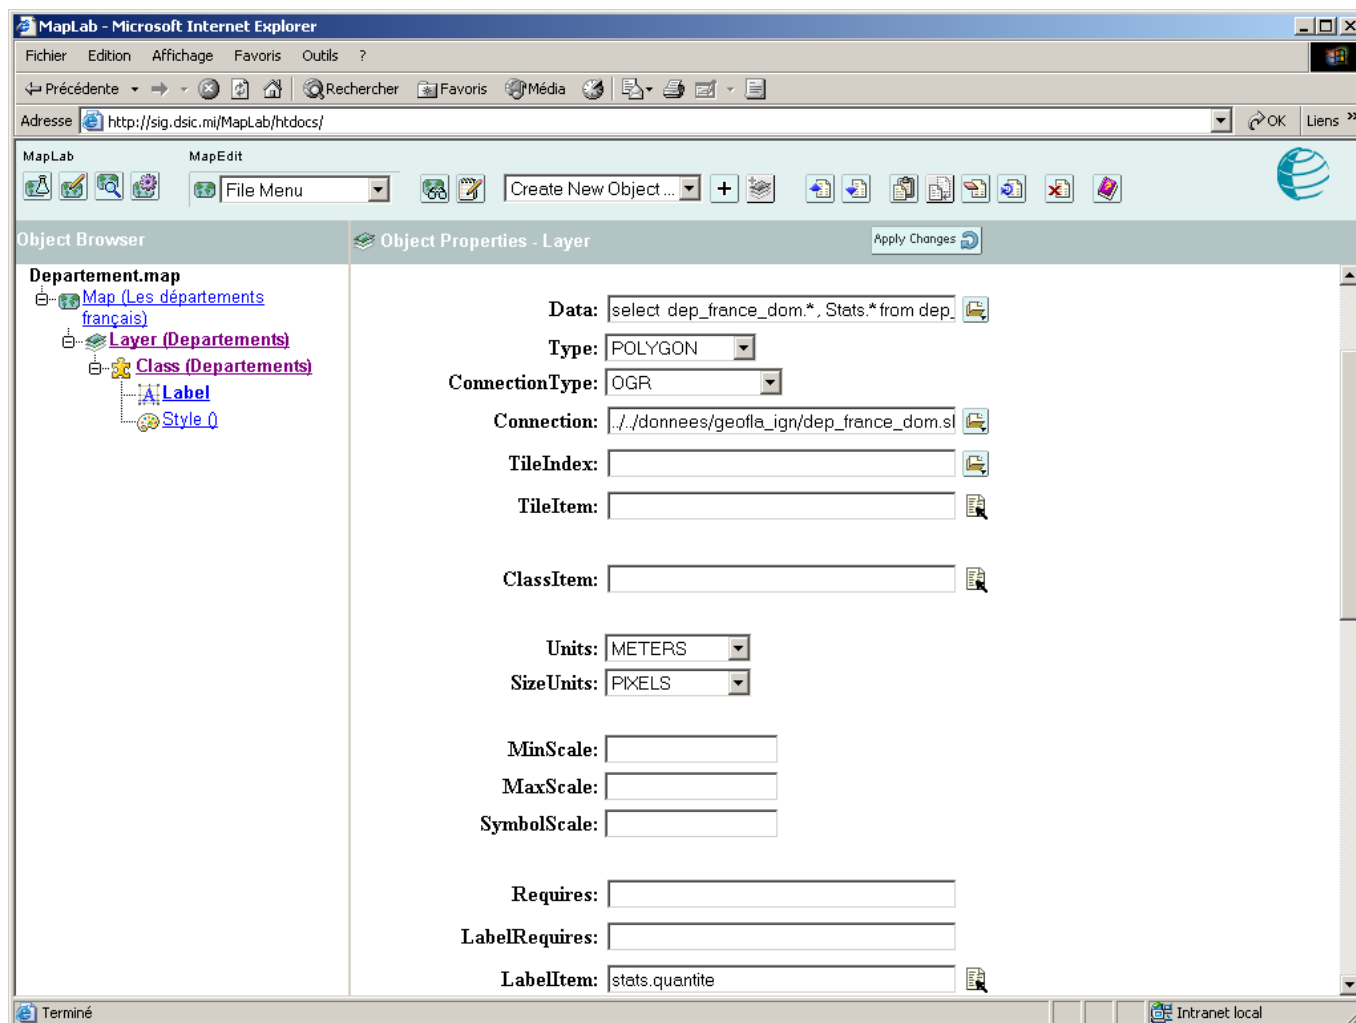 MapLab - Microsoft Internet Explorer
Fichier Edition Affichage Favoris Outils ?
Précédente Rechercher Favoris Média
Adresse http://sig.dsic.mi/MapLab/htdocs/ OK Liens »
MapLab MapEdit
File Menu Create New Object ...
Object Browser Object Properties - Layer Apply Changes
Departement.map
Map (Les départements
français)
Layer (Departements)
Class (Departements)
Label
Style ()
Data: select dep_france_dom.*, Stats.* from dep_
Type: POLYGON
ConnectionType: OGR
Connection: ../../donnees/geofla_ign/dep_france_dom.sl
TileIndex:
TileItem:
ClassItem:
Units: METERS
SizeUnits: PIXELS
MinScale:
MaxScale:
SymbolScale:
Requires:
LabelRequires:
LabelItem: stats.quantite
Terminé Intranet local